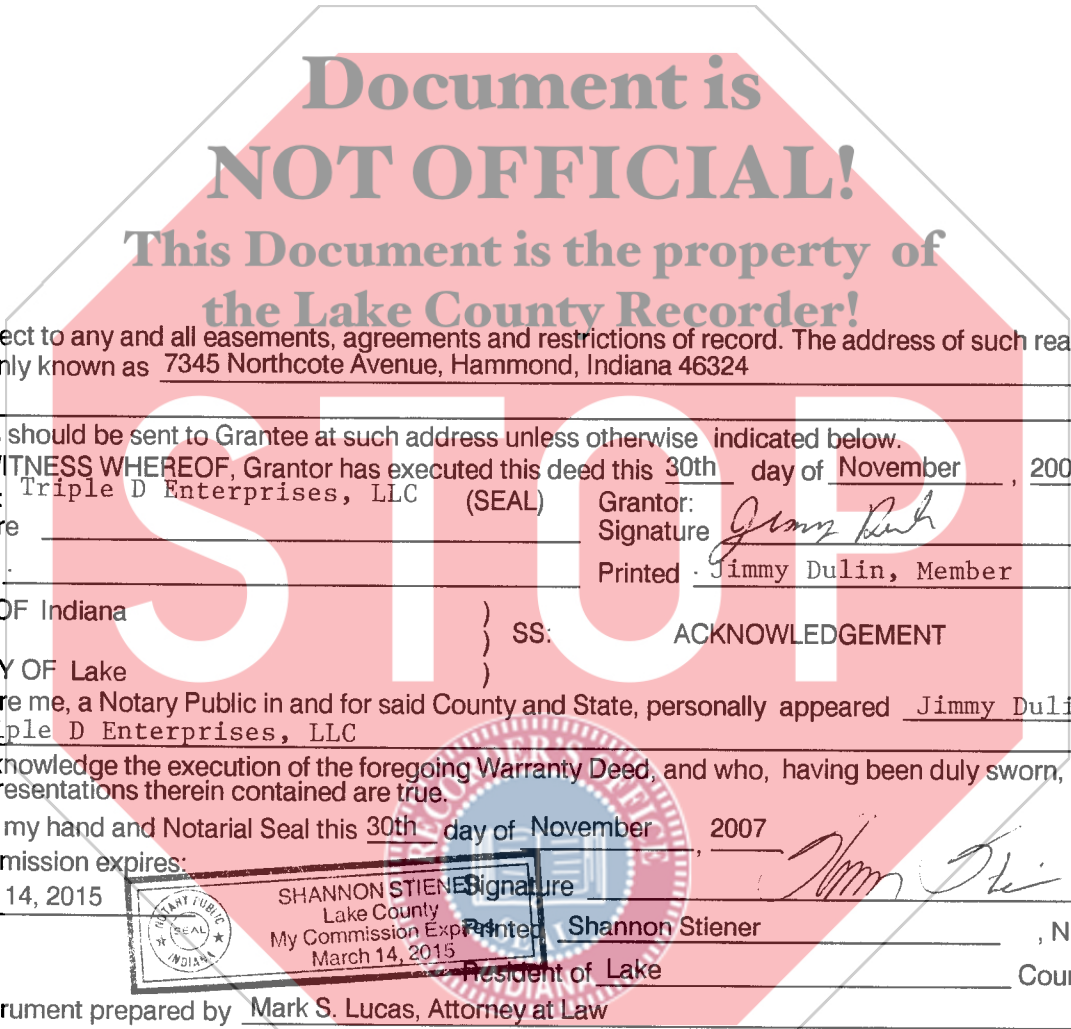 Document is
NOT OFFICIAL!
This Document is the property of
the Lake County Recorder!
ect to any and all easements, agreements and restrictions of record. The address of such rea
nly known as 7345 Northcote Avenue, Hammond, Indiana 46324
STOP
should be sent to Grantee at such address unless otherwise indicated below.
ITNESS WHEREOF, Grantor has executed this deed this 30th day of November , 200
: Triple D Enterprises, LLC (SEAL) Grantor:
re Signature
Printed Jimmy Dulin, Member
OF Indiana ) SS: ACKNOWLEDGEMENT
Y OF Lake )
re me, a Notary Public in and for said County and State, personally appeared Jimmy Duli
ple D Enterprises, LLC
knowledge the execution of the foregoing Warranty Deed, and who, having been duly sworn,
esentations therein contained are true.
my hand and Notarial Seal this 30th day of November , 2007
mission expires:
14, 2015
NOTARY PUBLIC
SEAL
INDIANA
SHANNON STIENER
Lake County
My Commission Expires
March 14, 2015
RECORDER'S OFFICE
INDIANA
Signature
Printed Shannon Stiener , N
Resident of Lake Coun
rument prepared by Mark S. Lucas, Attorney at Law